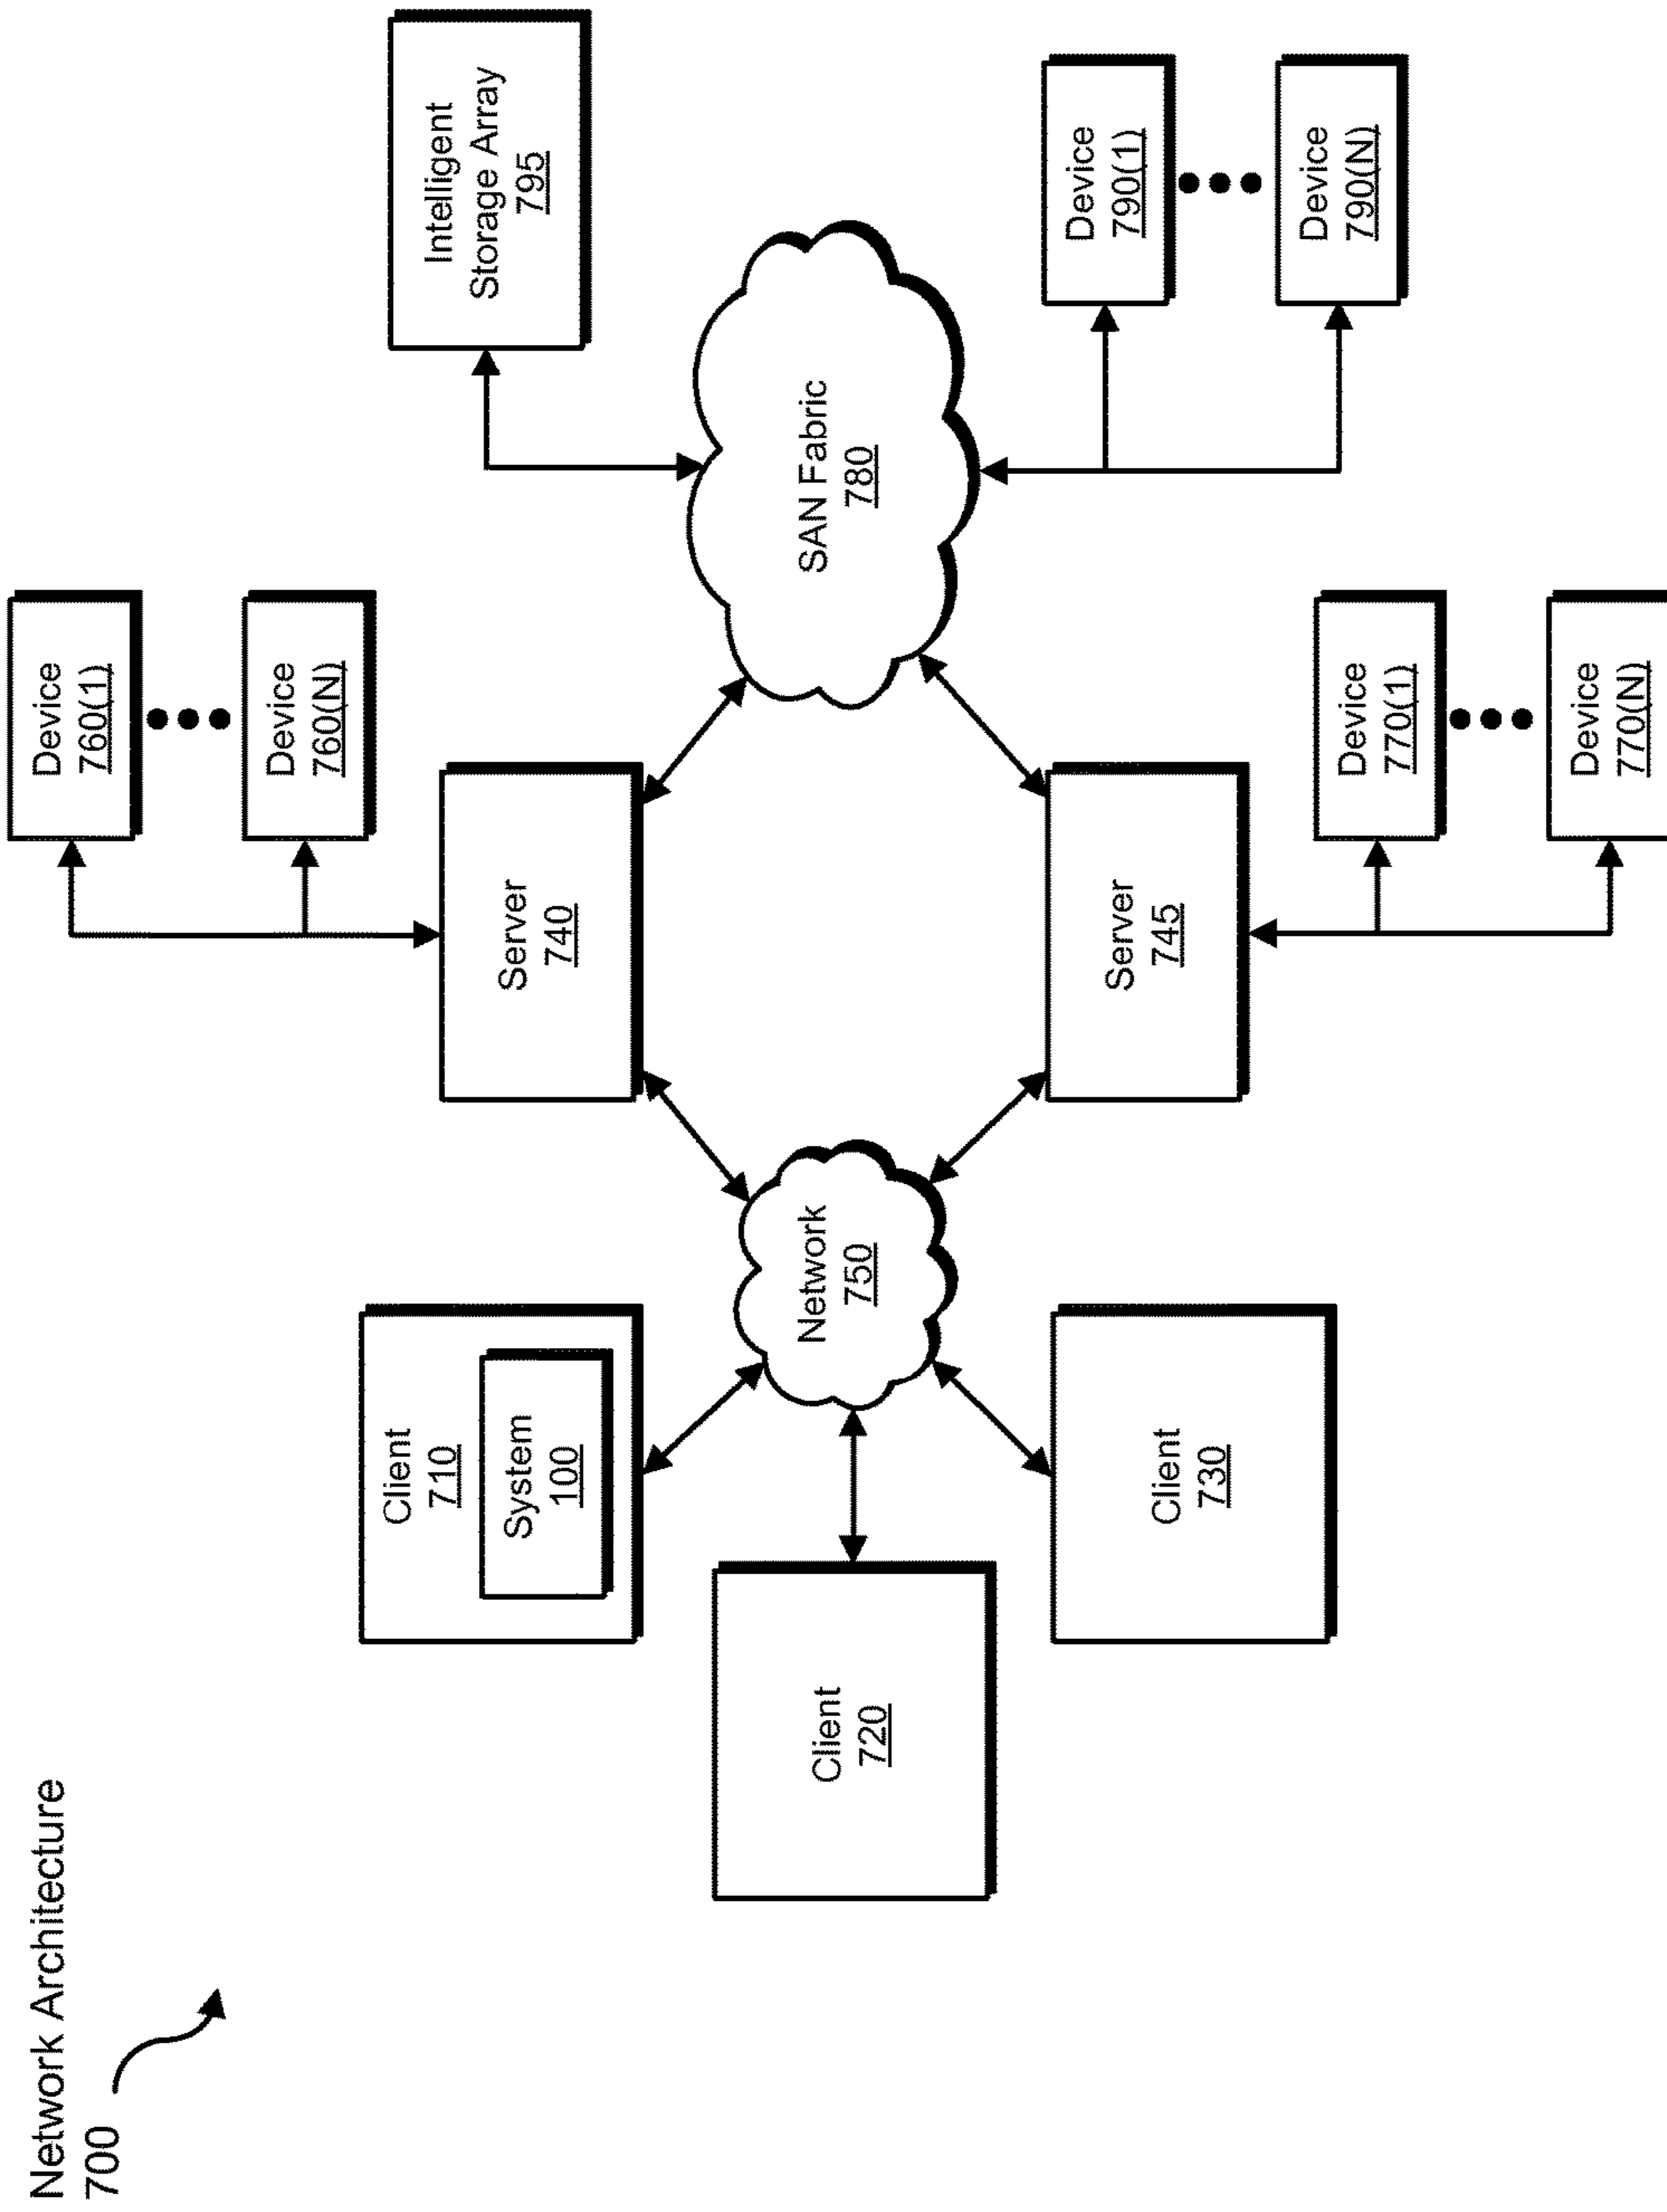 Network Architecture
700
Client
710
System
100
Client
720
Client
730
Network
750
Server
740
Server
745
Device
760(1)
Device
760(N)
Device
770(1)
Device
770(N)
SAN Fabric
780
Intelligent
Storage Array
795
Device
790(1)
Device
790(N)